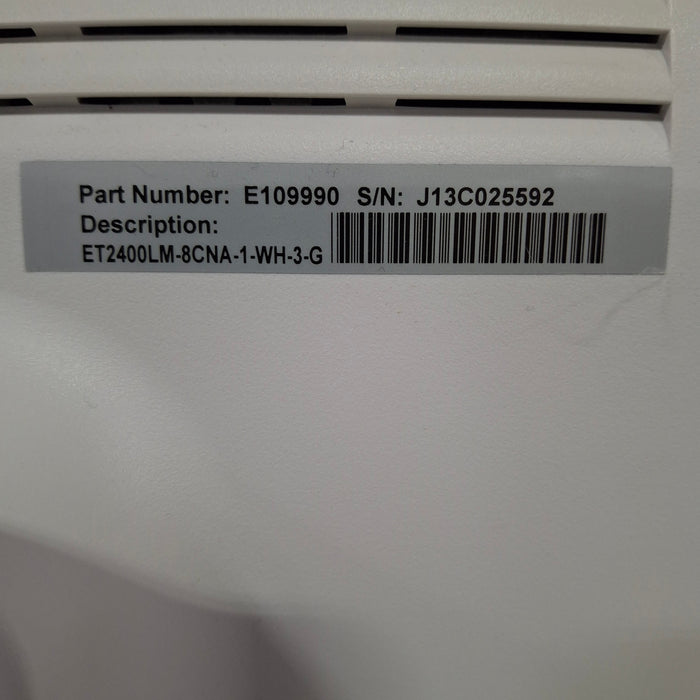 Part Number: E109990 S/N: J13C025592
Description:
ET2400LM-8CNA-1-WH-3-G